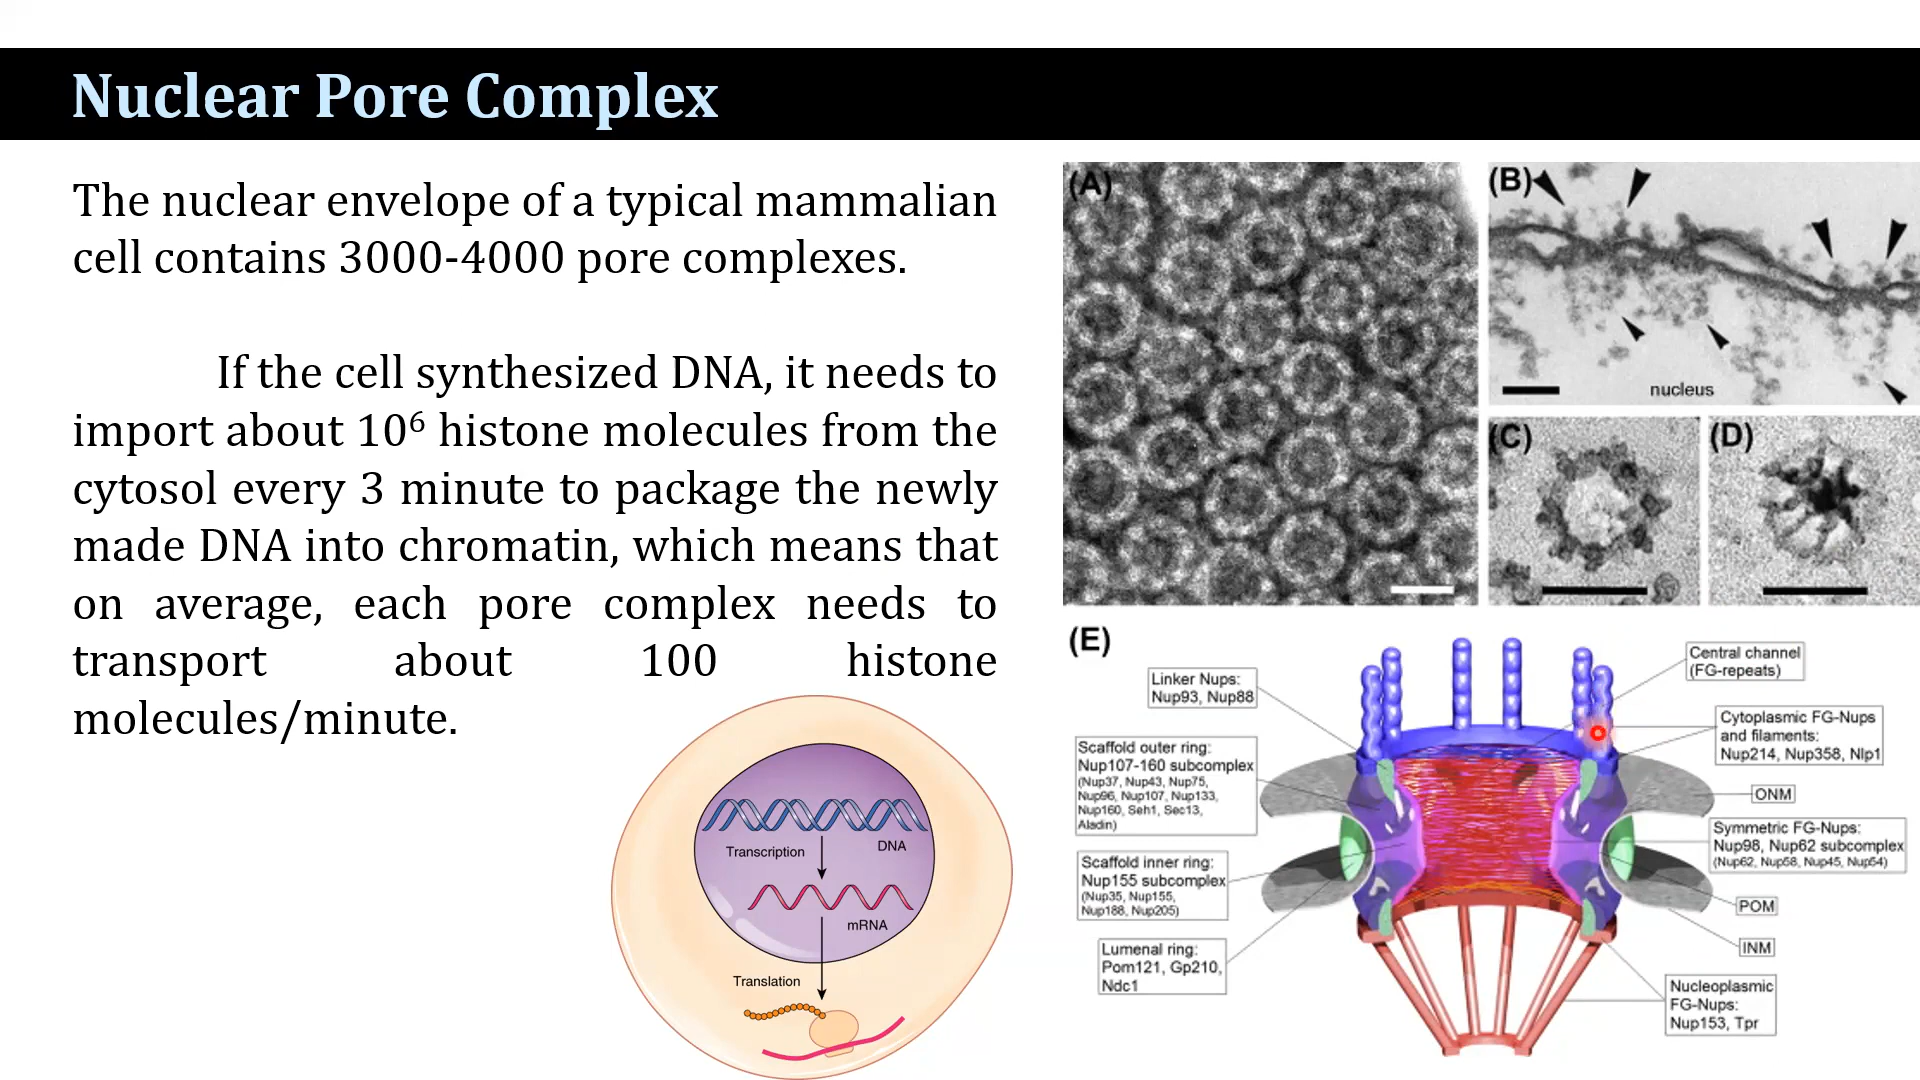 Nuclear Pore Complex
The nuclear envelope of a typical mammalian
cell contains 3000-4000 pore complexes.
If the cell synthesized DNA, it needs to
import about 10⁶ histone molecules from the
cytosol every 3 minute to package the newly
made DNA into chromatin, which means that
on average, each pore complex needs to
transport about 100 histone
molecules/minute.
Transcription
DNA
mRNA
Translation
(A)
(B)
nucleus
(C)
(D)
(E)
Linker Nups:
Nup93, Nup88
Scaffold outer ring:
Nup107-160 subcomplex
(Nup37, Nup43, Nup75,
Nup96, Nup107, Nup133,
Nup160, Seh1, Sec13,
Aladin)
Scaffold inner ring:
Nup155 subcomplex
(Nup35, Nup155,
Nup188, Nup205)
Lumenal ring:
Pom121, Gp210,
Ndc1
Central channel
(FG-repeats)
Cytoplasmic FG-Nups
and filaments:
Nup214, Nup358, Nlp1
ONM
Symmetric FG-Nups:
Nup98, Nup62 subcomplex
(Nup62, Nup58, Nup45, Nup54)
POM
INM
Nucleoplasmic
FG-Nups:
Nup153, Tpr